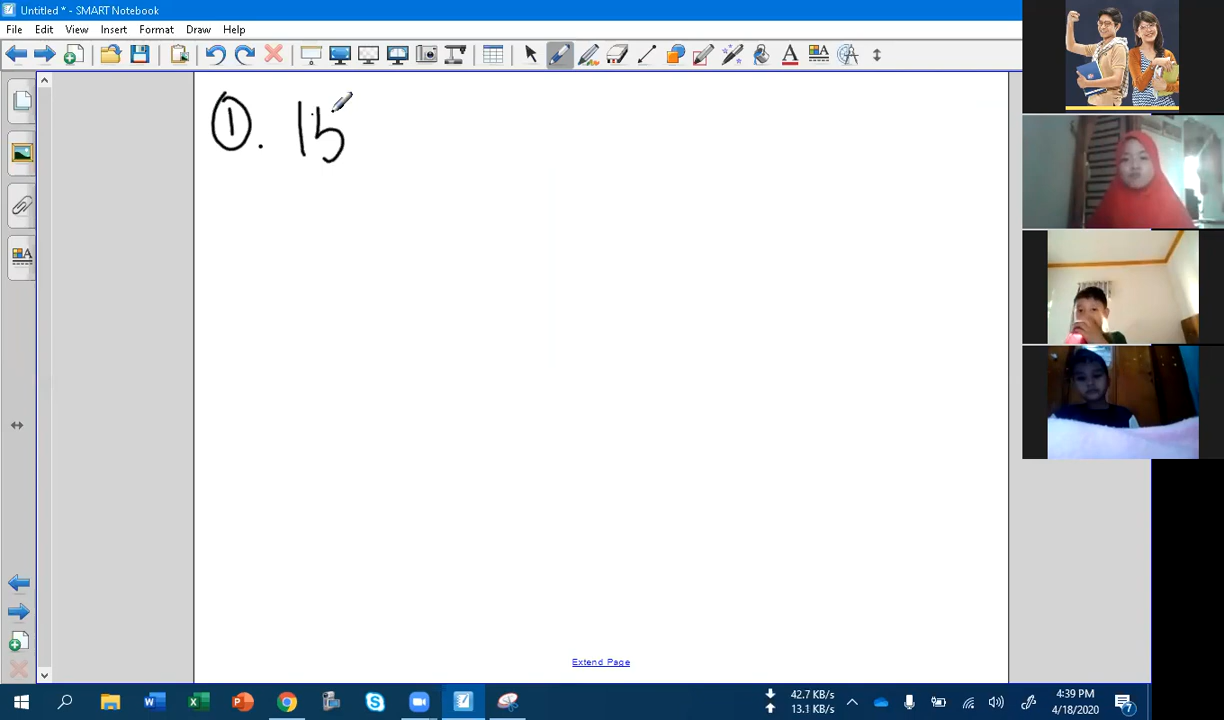 Untitled * - SMART Notebook
File Edit View Insert Format Draw Help
①. 15
Extend Page
42.7 KB/s
13.1 KB/s
4:39 PM
4/18/2020
7